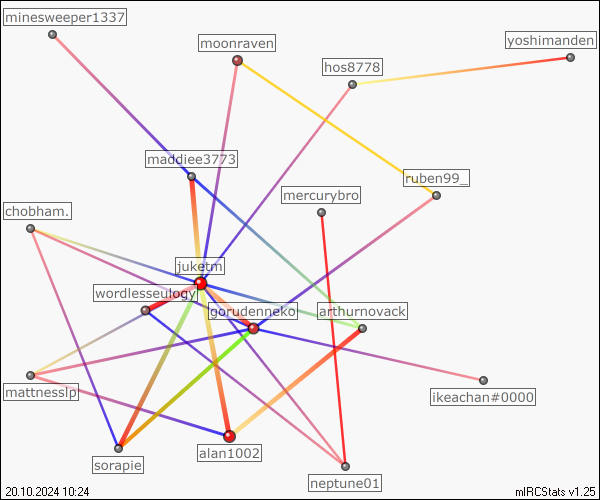 minesweeper1337
moonraven
yoshimanden
hos8778
maddiee3773
ruben99_
mercurybro
chobham.
juketm
wordlesseulogy
gorudenneko
arthurnovack
mattnesslp
ikeachan#0000
alan1002
sorapie
neptune01
20.10.2024 10:24
mIRCStats v1.25